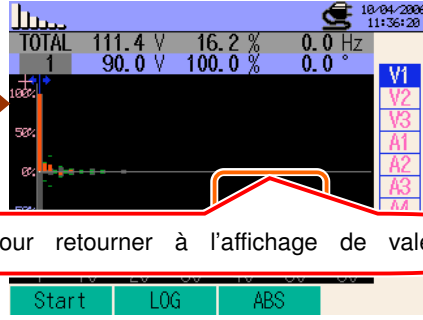 10/04/2006
11:36:20
TOTAL 111.4 V 16.2 % 0.0 Hz
1 90.0 V 100.0 % 0.0 °
V1
V2
V3
A1
A2
A3
A4
100%
50%
0%
our retourner à l'affichage de vale
Start LOG ABS